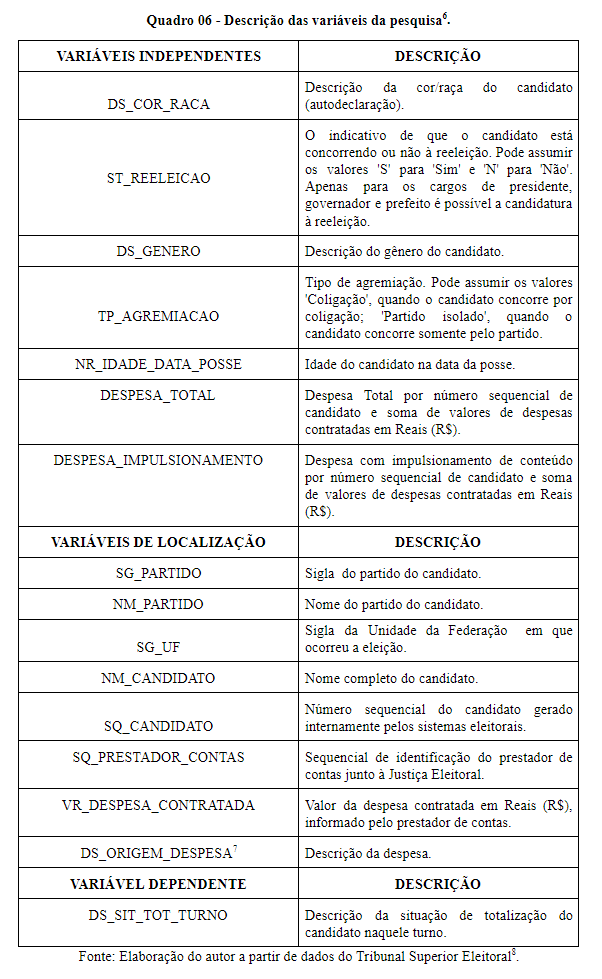 Quadro 06 - Descrição das variáveis da pesquisa⁶.
VARIÁVEIS INDEPENDENTES
DESCRIÇÃO
DS_COR_RACA
Descrição da cor/raça do candidato
(autodeclaração).
ST_REELEICAO
O indicativo de que o candidato está
concorrendo ou não à reeleição. Pode assumir
os valores 'S' para 'Sim' e 'N' para 'Não'.
Apenas para os cargos de presidente,
governador e prefeito é possível a candidatura
à reeleição.
DS_GENERO
Descrição do gênero do candidato.
TP_AGREMIACAO
Tipo de agremiação. Pode assumir os valores
'Coligação', quando o candidato concorre por
coligação; 'Partido isolado', quando o
candidato concorre somente pelo partido.
NR_IDADE_DATA_POSSE
Idade do candidato na data da posse.
DESPESA_TOTAL
Despesa Total por número sequencial de
candidato e soma de valores de despesas
contratadas em Reais (R$).
DESPESA_IMPULSIONAMENTO
Despesa com impulsionamento de conteúdo
por número sequencial de candidato e soma
de valores de despesas contratadas em Reais
(R$).
VARIÁVEIS DE LOCALIZAÇÃO
DESCRIÇÃO
SG_PARTIDO
Sigla do partido do candidato.
NM_PARTIDO
Nome do partido do candidato.
SG_UF
Sigla da Unidade da Federação em que
ocorreu a eleição.
NM_CANDIDATO
Nome completo do candidato.
SQ_CANDIDATO
Número sequencial do candidato gerado
internamente pelos sistemas eleitorais.
SQ_PRESTADOR_CONTAS
Sequencial de identificação do prestador de
contas junto à Justiça Eleitoral.
VR_DESPESA_CONTRATADA
Valor da despesa contratada em Reais (R$),
informado pelo prestador de contas.
DS_ORIGEM_DESPESA⁷
Descrição da despesa.
VARIÁVEL DEPENDENTE
DESCRIÇÃO
DS_SIT_TOT_TURNO
Descrição da situação de totalização do
candidato naquele turno.
Fonte: Elaboração do autor a partir de dados do Tribunal Superior Eleitoral⁸.